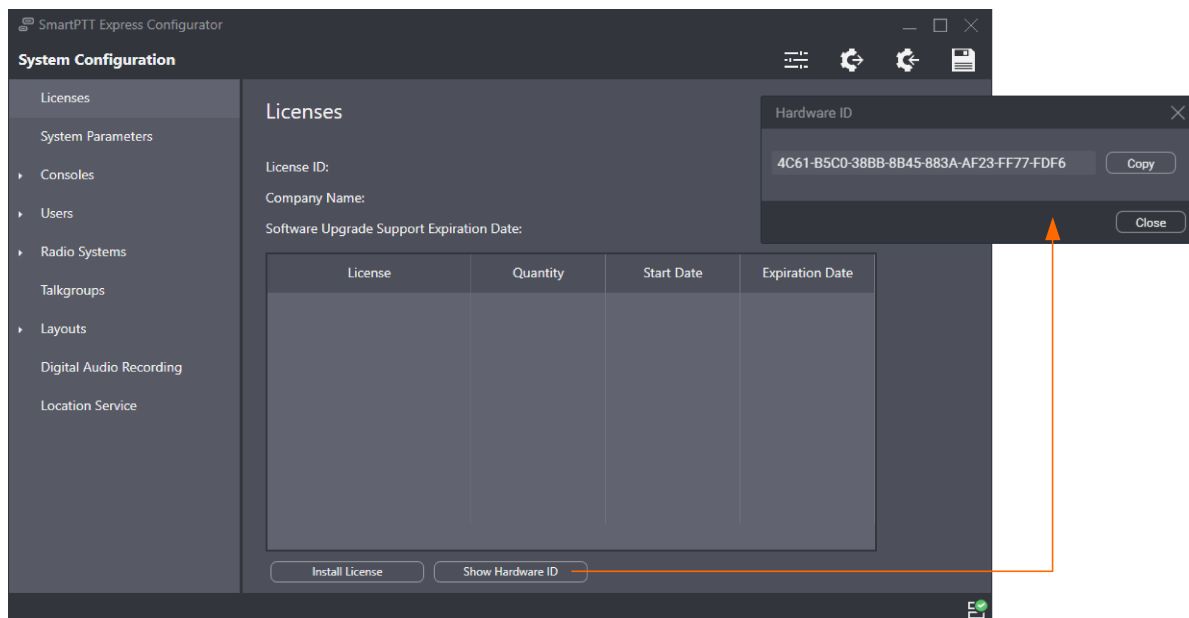 SmartPTT Express Configurator
System Configuration
Licenses
System Parameters
Consoles
Users
Radio Systems
Talkgroups
Layouts
Digital Audio Recording
Location Service
Licenses
License ID:
Company Name:
Software Upgrade Support Expiration Date:
License Quantity Start Date Expiration Date
Install License Show Hardware ID
Hardware ID
4C61-B5C0-38BB-8B45-883A-AF23-FF77-FDF6 Copy
Close